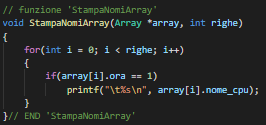 // funzione 'StampaNomiArray'
void StampaNomiArray(Array *array, int righe)
{
    for(int i = 0; i < righe; i++)
    {
        if(array[i].ora == 1)
            printf("\t%s\n", array[i].nome_cpu);
    }
}// END 'StampaNomiArray'